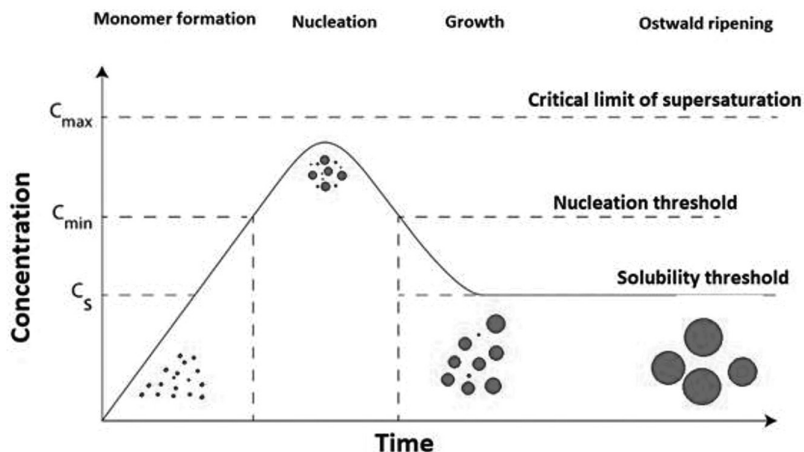 Monomer formation
Nucleation
Growth
Ostwald ripening
Critical limit of supersaturation
Cmax
Nucleation threshold
Cmin
Solubility threshold
Cs
Concentration
Time